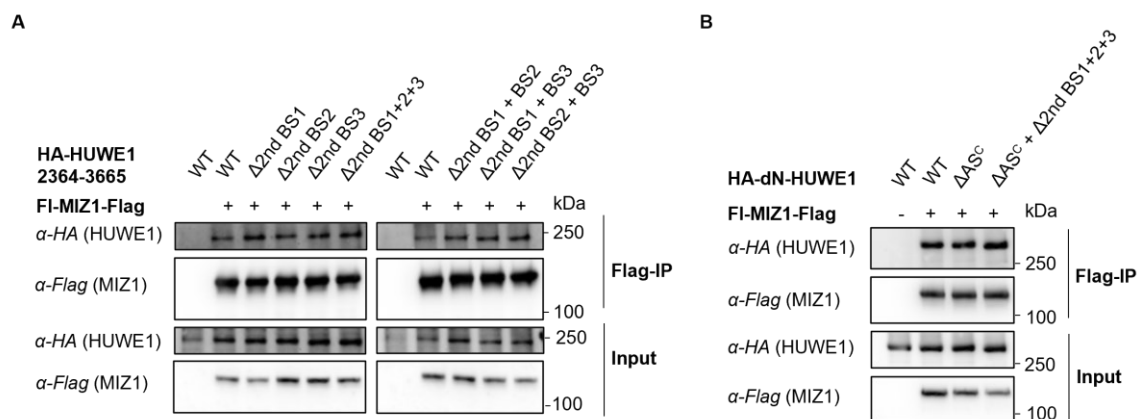 A
HA-HUWE1
2364-3665
WT WT Δ2nd BS1 Δ2nd BS2 Δ2nd BS3 Δ2nd BS1+2+3 WT WT Δ2nd BS1 + BS2 Δ2nd BS1 + BS3 Δ2nd BS2 + BS3
Fl-MIZ1-Flag + + + + + + + + + kDa
α-HA (HUWE1) 250
α-Flag (MIZ1) 100
Flag-IP
α-HA (HUWE1) 250
α-Flag (MIZ1) 100
Input
B
HA-dN-HUWE1 WT WT ΔASᶜ ΔASᶜ + Δ2nd BS1+2+3
Fl-MIZ1-Flag - + + + kDa
α-HA (HUWE1) 250
α-Flag (MIZ1) 100
Flag-IP
α-HA (HUWE1) 250
α-Flag (MIZ1) 100
Input